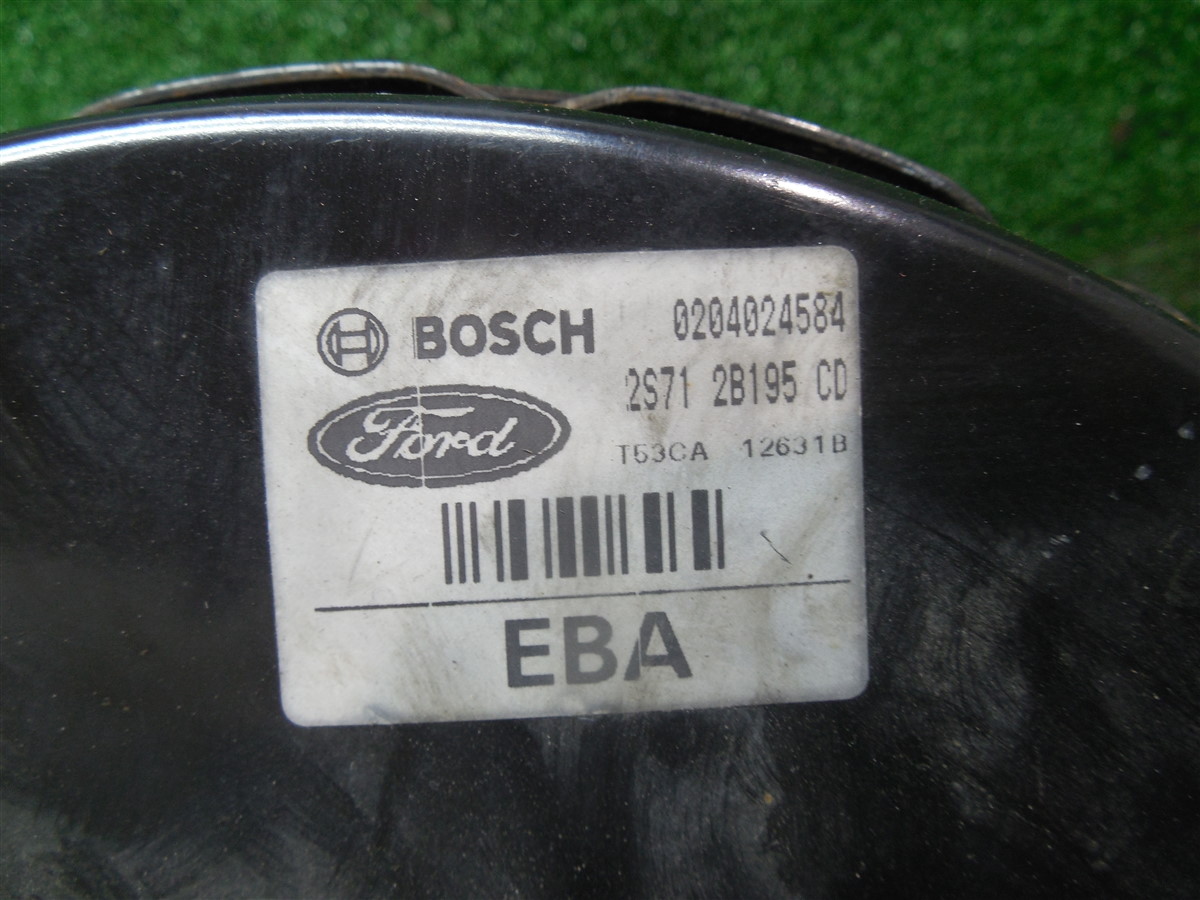 BOSCH 0204024584
Ford 2S71 2B195 CD
T53CA 12631B
EBA